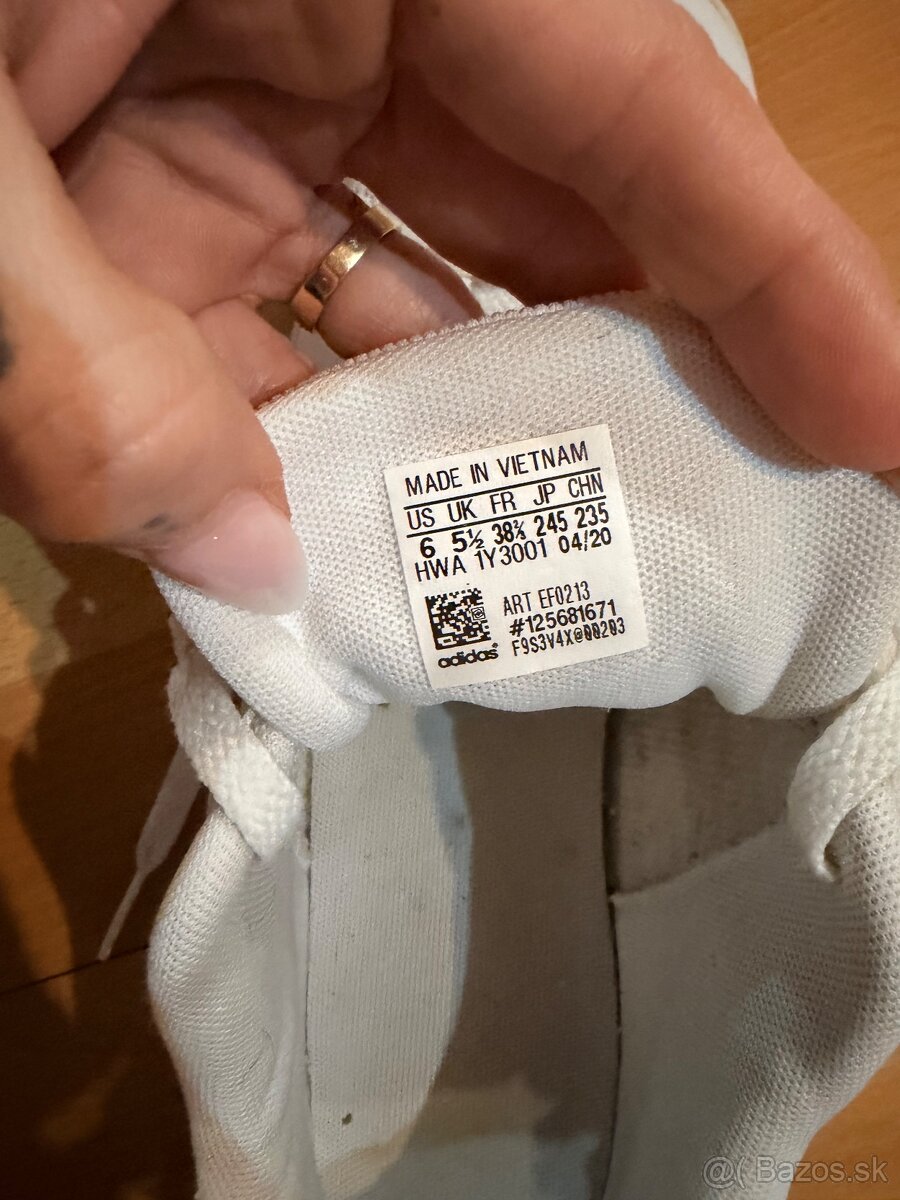 MADE IN VIETNAM
US UK FR JP CHN
6 5½ 38⅔ 245 235
HWA 1Y3001 04/20
ART EF0213
#125681671
F9S3V4X@00203
adidas®
@( Bazos.sk